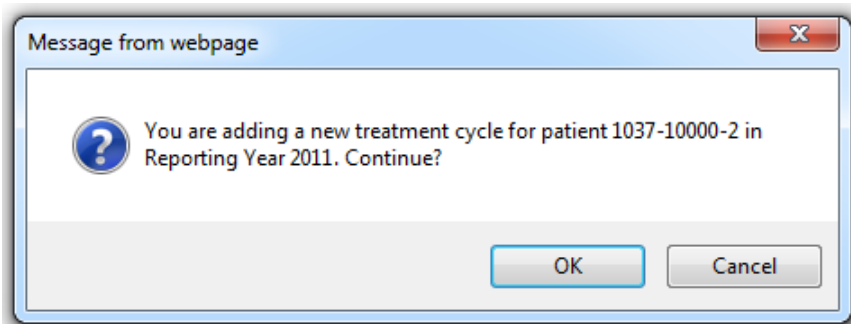 Message from webpage
X
?
You are adding a new treatment cycle for patient 1037-10000-2 in
Reporting Year 2011. Continue?
OK
Cancel